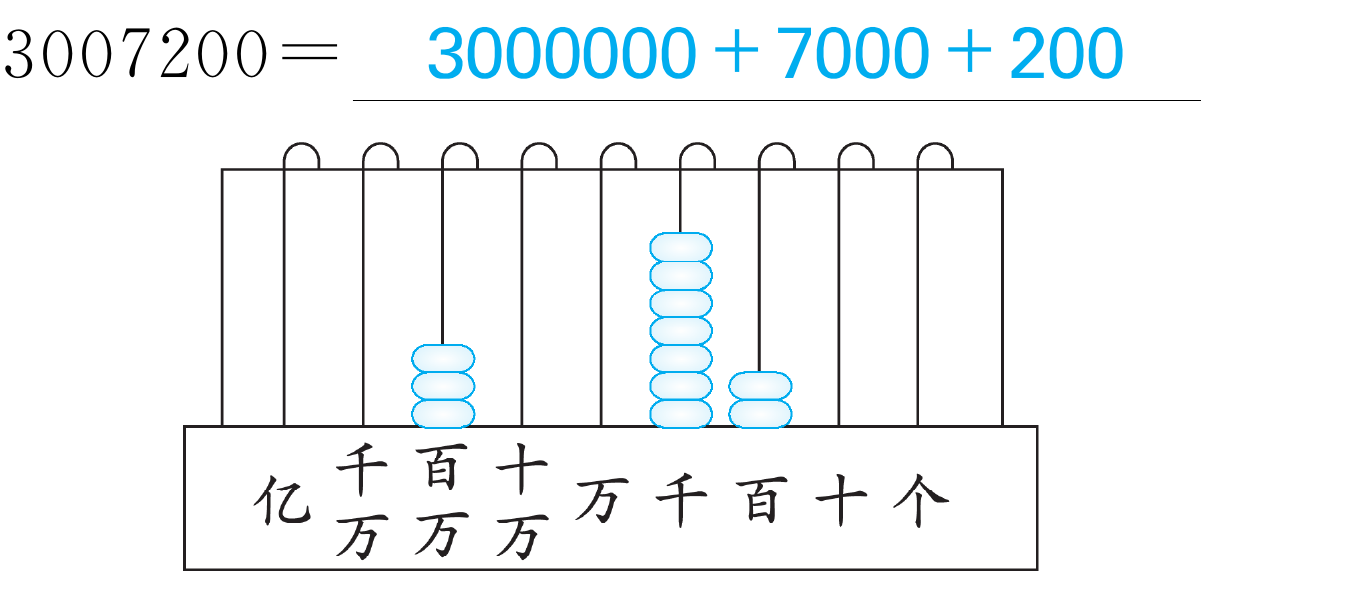 3007200= 3000000+7000+200
亿 千万 百万 十万 万 千 百 十 个